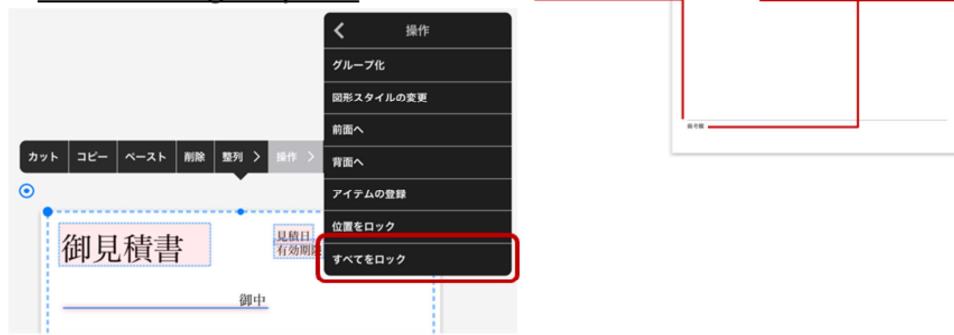 操作
グループ化
図形スタイルの変更
前面へ
背面へ
アイテムの登録
位置をロック
すべてをロック
カット コピー ペースト 削除 整列 操作
御見積書
見積日
有効期限
御中
備考欄